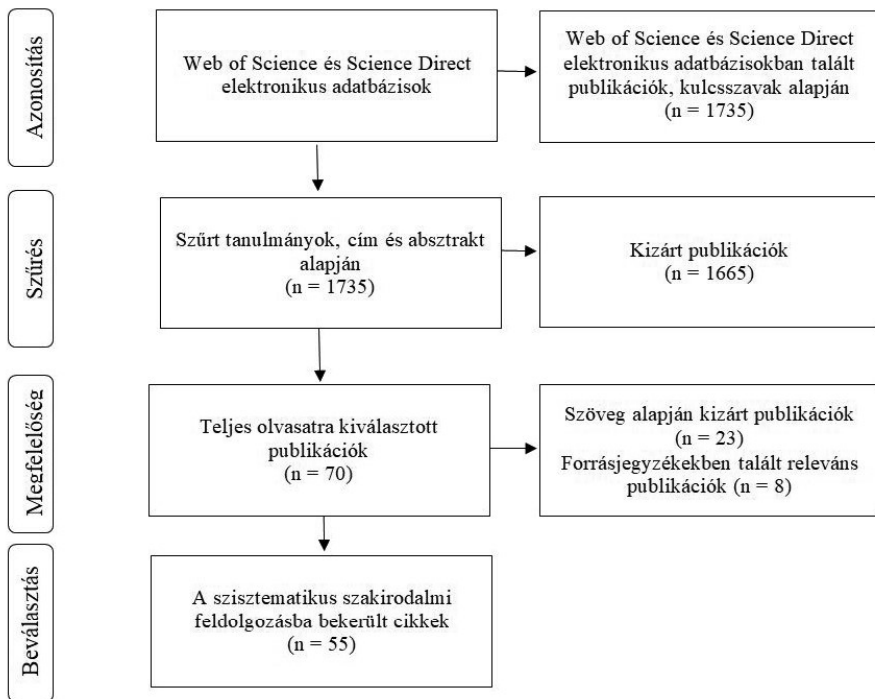 Azonosítás
Web of Science és Science Direct
elektronikus adatbázisok
Web of Science és Science Direct
elektronikus adatbázisokban talált
publikációk, kulcsszavak alapján
(n = 1735)
Szűrés
Szűrt tanulmányok, cím és absztrakt
alapján
(n = 1735)
Kizárt publikációk
(n = 1665)
Megfelelőség
Teljes olvasatra kiválasztott
publikációk
(n = 70)
Szöveg alapján kizárt publikációk
(n = 23)
Forrásjegyzékekben talált releváns
publikációk (n = 8)
Beválasztás
A szisztematikus szakirodalmi
feldolgozásba bekerült cikkek
(n = 55)